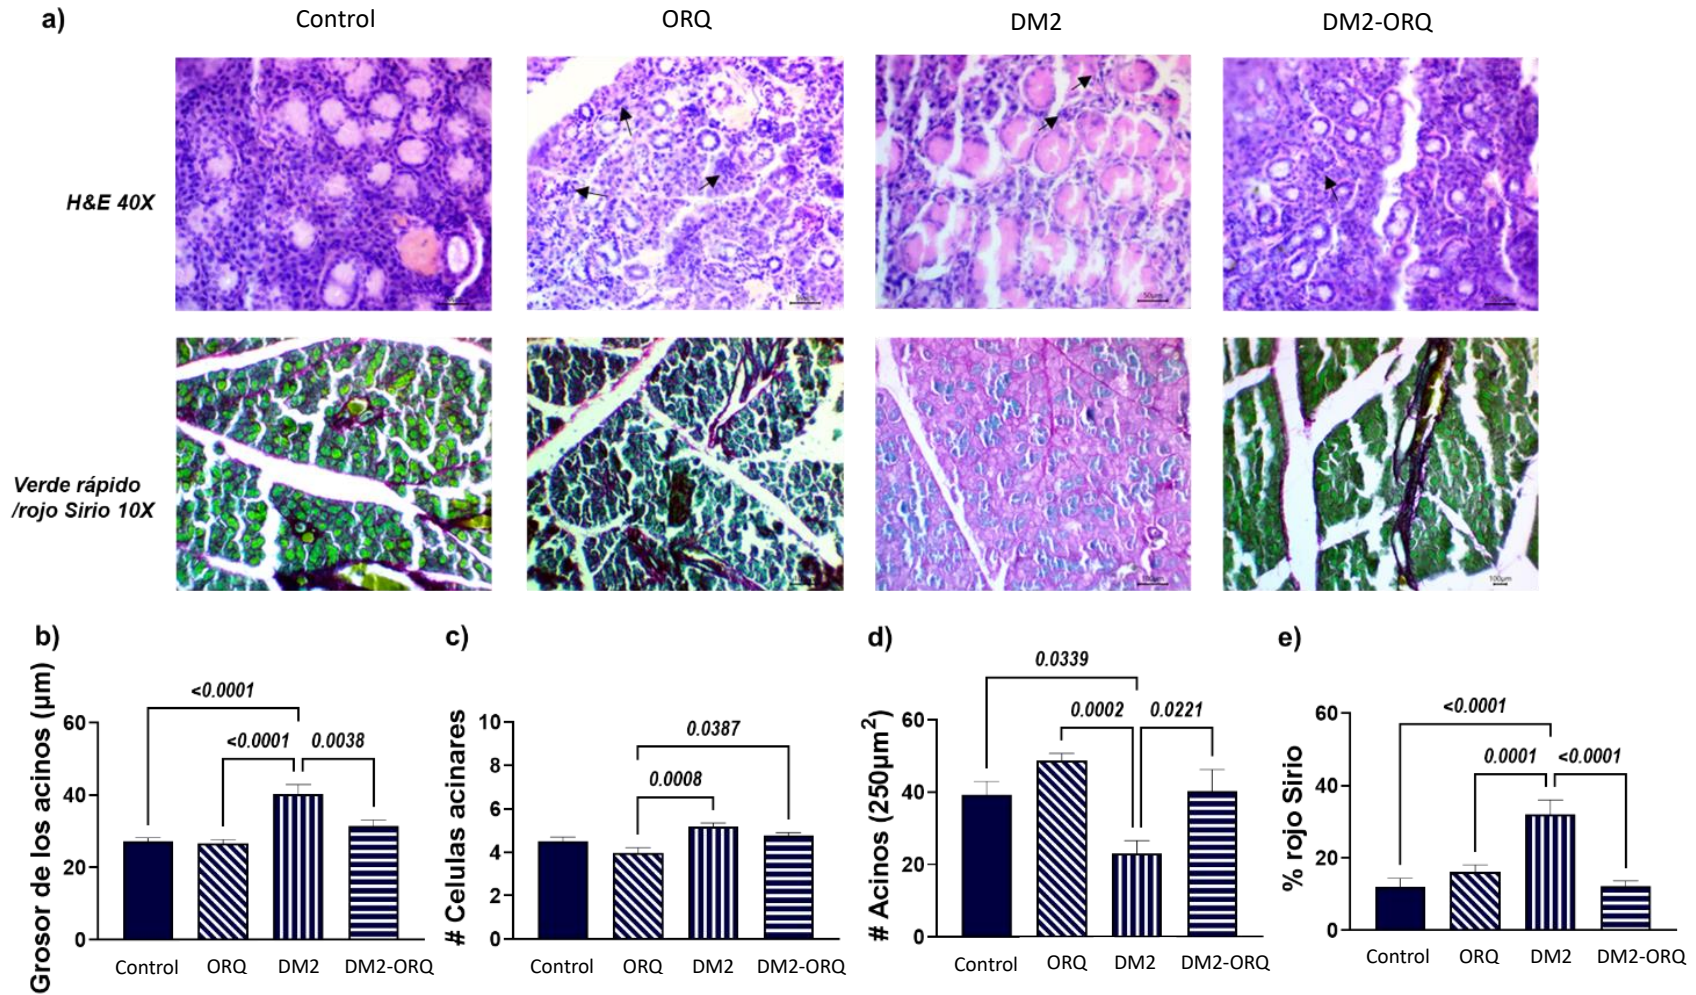 a)
Control
ORQ
DM2
DM2-ORQ
H&E 40X
50µm
Verde rápido
/rojo Sirio 10X
100µm
b)
Grosor de los acinos (µm)
60
40
20
0
<0.0001
<0.0001
0.0038
Control
ORQ
DM2
DM2-ORQ
c)
# Celulas acinares
10
8
6
4
2
0
0.0387
0.0008
Control
ORQ
DM2
DM2-ORQ
d)
# Acinos (250µm²)
60
40
20
0
0.0339
0.0002
0.0221
Control
ORQ
DM2
DM2-ORQ
e)
% rojo Sirio
60
40
20
0
<0.0001
0.0001
<0.0001
Control
ORQ
DM2
DM2-ORQ